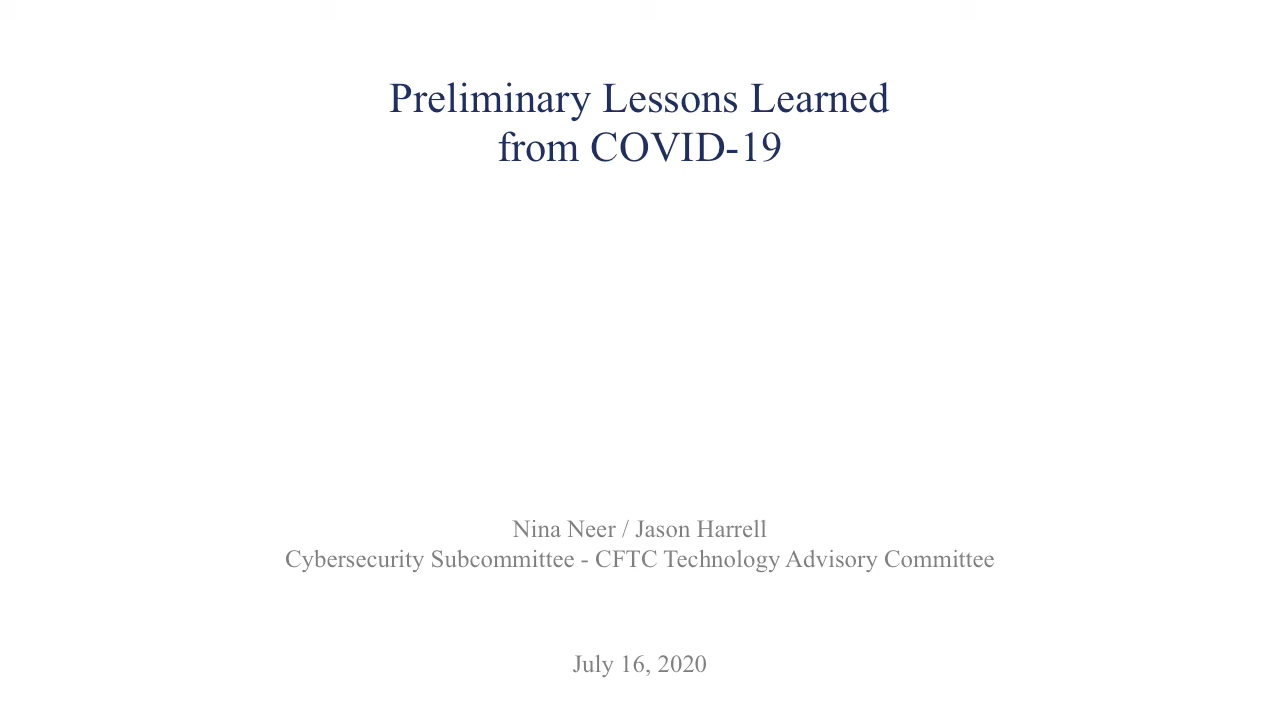 Preliminary Lessons Learned
from COVID-19
Nina Neer / Jason Harrell
Cybersecurity Subcommittee - CFTC Technology Advisory Committee
July 16, 2020